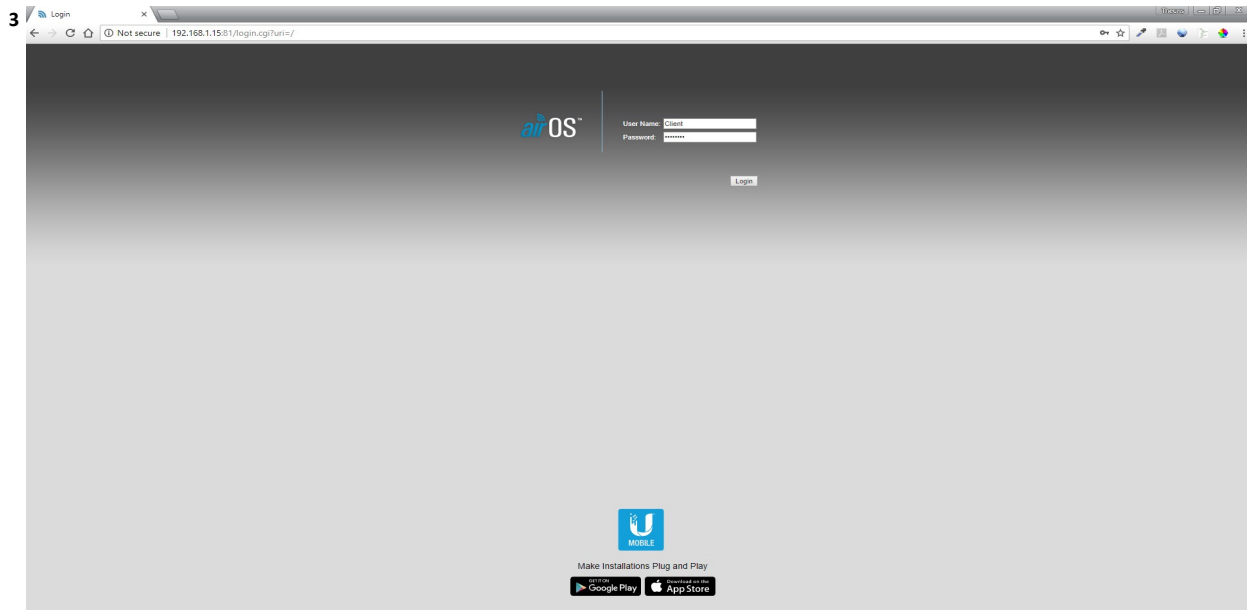 3
Login
Not secure | 192.168.1.15:81/login.cgi?uri=/
airOS™
User Name: Client
Password: ••••••••
Login
U
MOBILE
Make Installations Plug and Play
GET IT ON
Google Play
Download on the
App Store